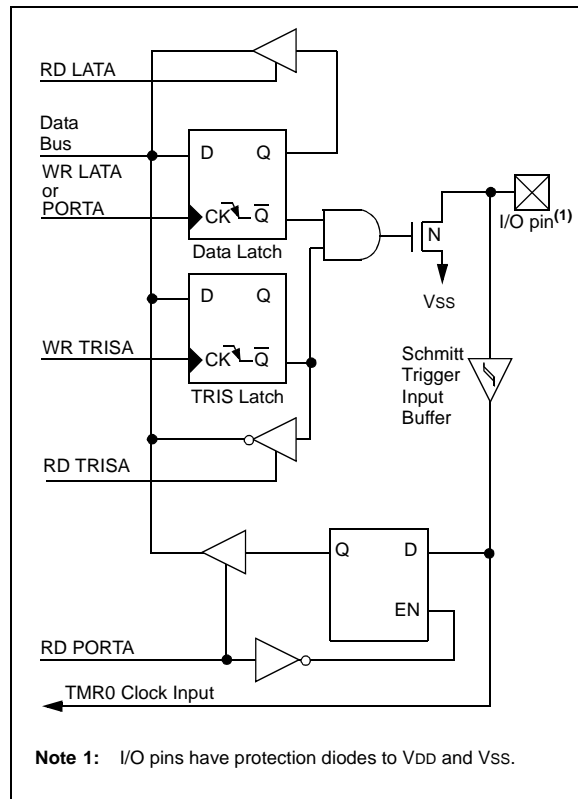 RD LATA
Data
Bus
WR LATA
or
PORTA
D Q
CK Q̅
Data Latch
N
I/O pin(1)
VSS
D Q
CK Q̅
WR TRISA
TRIS Latch
Schmitt
Trigger
Input
Buffer
RD TRISA
Q D
EN
RD PORTA
TMR0 Clock Input
Note 1: I/O pins have protection diodes to VDD and VSS.